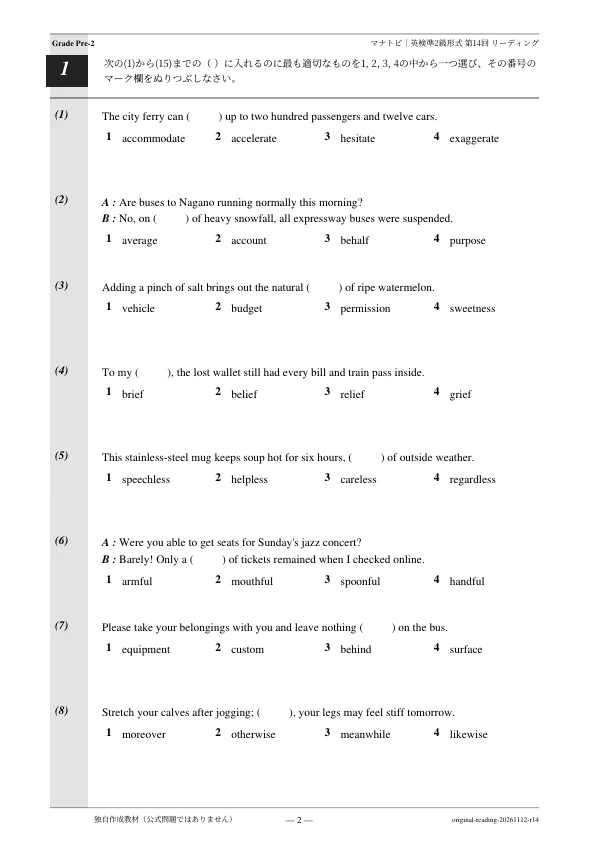 Grade Pre-2
マナトビ｜英検準2級形式 第14回 リーディング
1
次の(1)から(15)までの（ ）に入れるのに最も適切なものを1, 2, 3, 4の中から一つ選び、その番号の
マーク欄をぬりつぶしなさい。
(1) The city ferry can ( ) up to two hundred passengers and twelve cars.
1 accommodate 2 accelerate 3 hesitate 4 exaggerate
(2) A : Are buses to Nagano running normally this morning?
B : No, on ( ) of heavy snowfall, all expressway buses were suspended.
1 average 2 account 3 behalf 4 purpose
(3) Adding a pinch of salt brings out the natural ( ) of ripe watermelon.
1 vehicle 2 budget 3 permission 4 sweetness
(4) To my ( ), the lost wallet still had every bill and train pass inside.
1 brief 2 belief 3 relief 4 grief
(5) This stainless-steel mug keeps soup hot for six hours, ( ) of outside weather.
1 speechless 2 helpless 3 careless 4 regardless
(6) A : Were you able to get seats for Sunday's jazz concert?
B : Barely! Only a ( ) of tickets remained when I checked online.
1 armful 2 mouthful 3 spoonful 4 handful
(7) Please take your belongings with you and leave nothing ( ) on the bus.
1 equipment 2 custom 3 behind 4 surface
(8) Stretch your calves after jogging; ( ), your legs may feel stiff tomorrow.
1 moreover 2 otherwise 3 meanwhile 4 likewise
独自作成教材（公式問題ではありません）
— 2 —
original-reading-20261112-r14